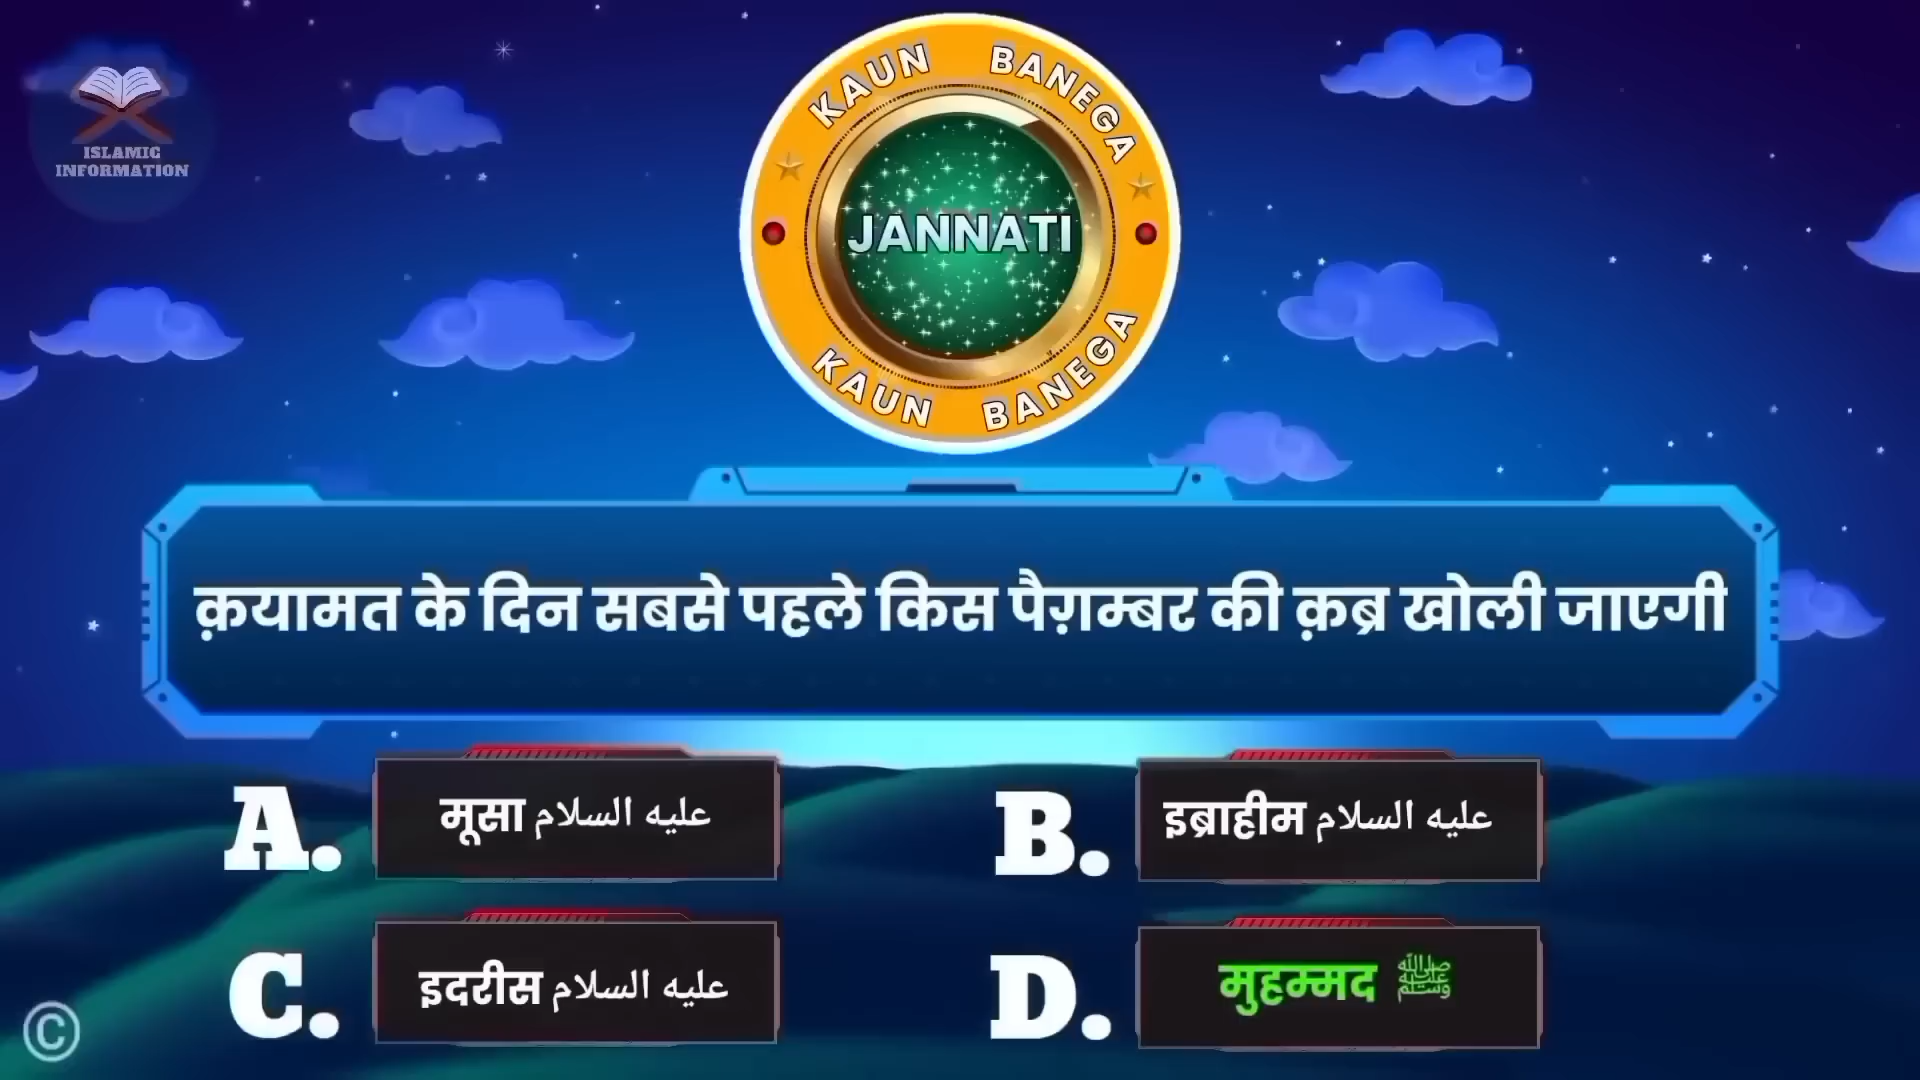 ISLAMIC
INFORMATION
KAUN BANEGA
JANNATI
KAUN BANEGA
क़यामत के दिन सबसे पहले किस पैग़म्बर की क़ब्र खोली जाएगी
A. मूसा عليه السلام
B. इब्राहीम عليه السلام
C. इदरीस عليه السلام
D. मुहम्मद ﷺ
©